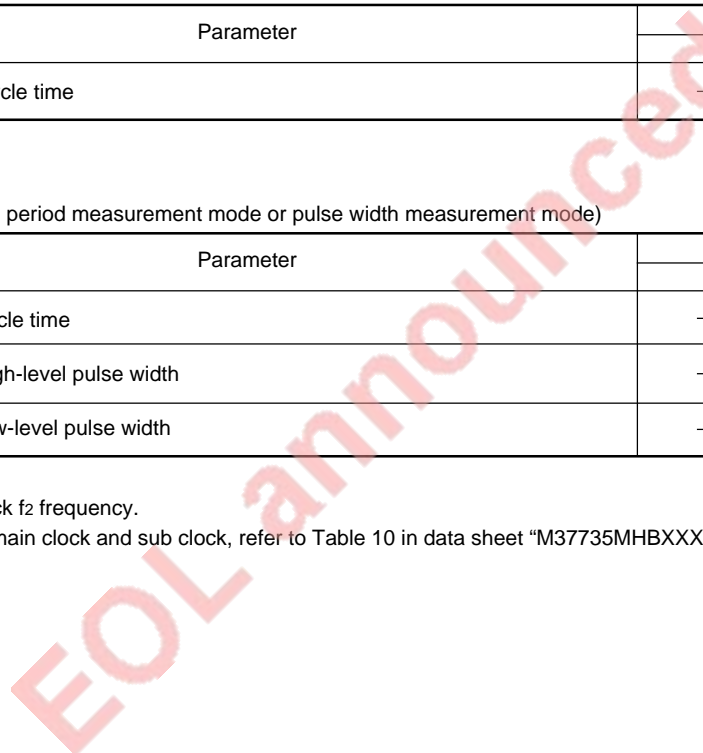 Parameter
cle time
period measurement mode or pulse width measurement mode)
Parameter
cle time
gh-level pulse width
w-level pulse width
ck f2 frequency.
main clock and sub clock, refer to Table 10 in data sheet “M37735MHBXXX
EOL announced